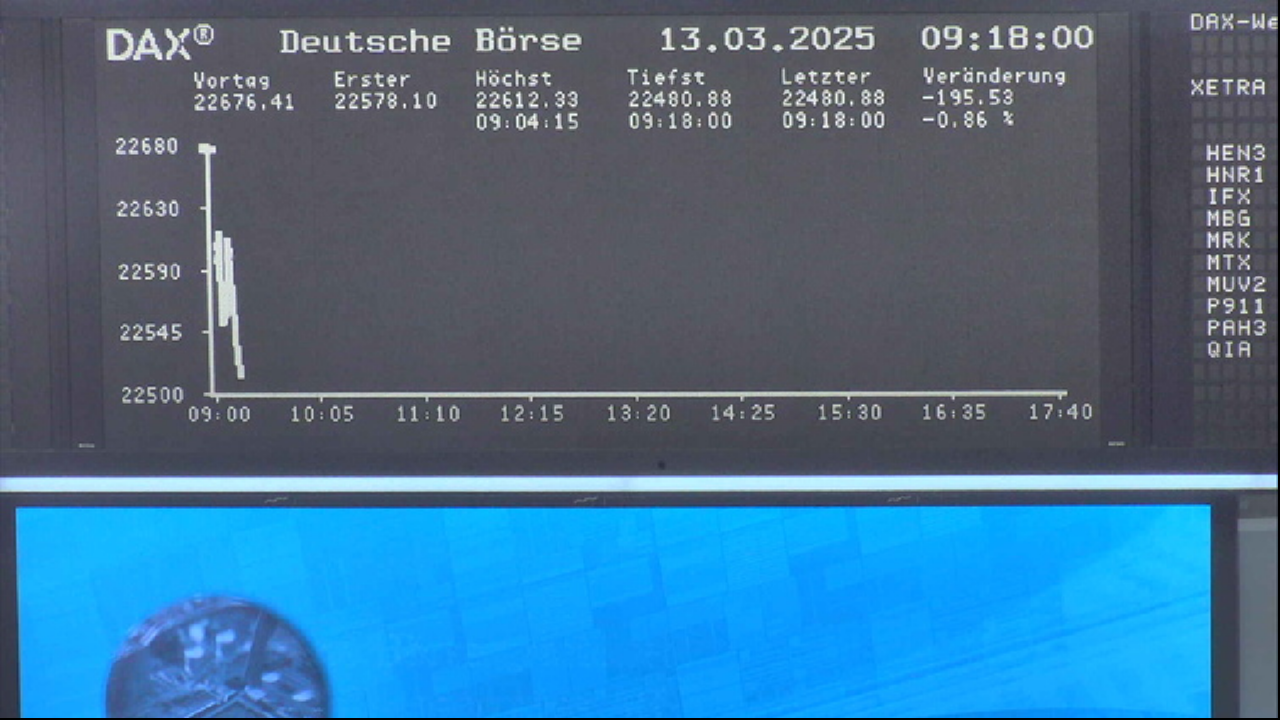 DAX® Deutsche Börse 13.03.2025 09:18:00
Vortag Erster Höchst Tiefst Letzter Veränderung
22676.41 22578.10 22612.33 22480.88 22480.88 -195.53
09:04:15 09:18:00 09:18:00 -0.86 %
22680
22630
22590
22545
22500
09:00 10:05 11:10 12:15 13:20 14:25 15:30 16:35 17:40
DAX-We
XETRA
HEN3
HNR1
IFX
MBG
MRK
MTX
MUV2
P911
PAH3
QIA